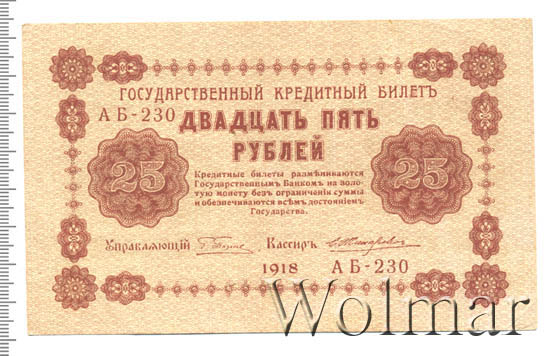 ГОСУДАРСТВЕННЫЙ КРЕДИТНЫЙ БИЛЕТЪ
АБ-230
ДВАДЦАТЬ ПЯТЬ
РУБЛЕЙ
25
25
Кредитные билеты размѣниваются
Государственнымъ Банкомъ на золо-
тую монету безъ ограниченія суммы
и обезпечиваются всѣмъ достояніемъ
Государства.
Управляющій
Кассиръ
1918 АБ-230
Wolmar